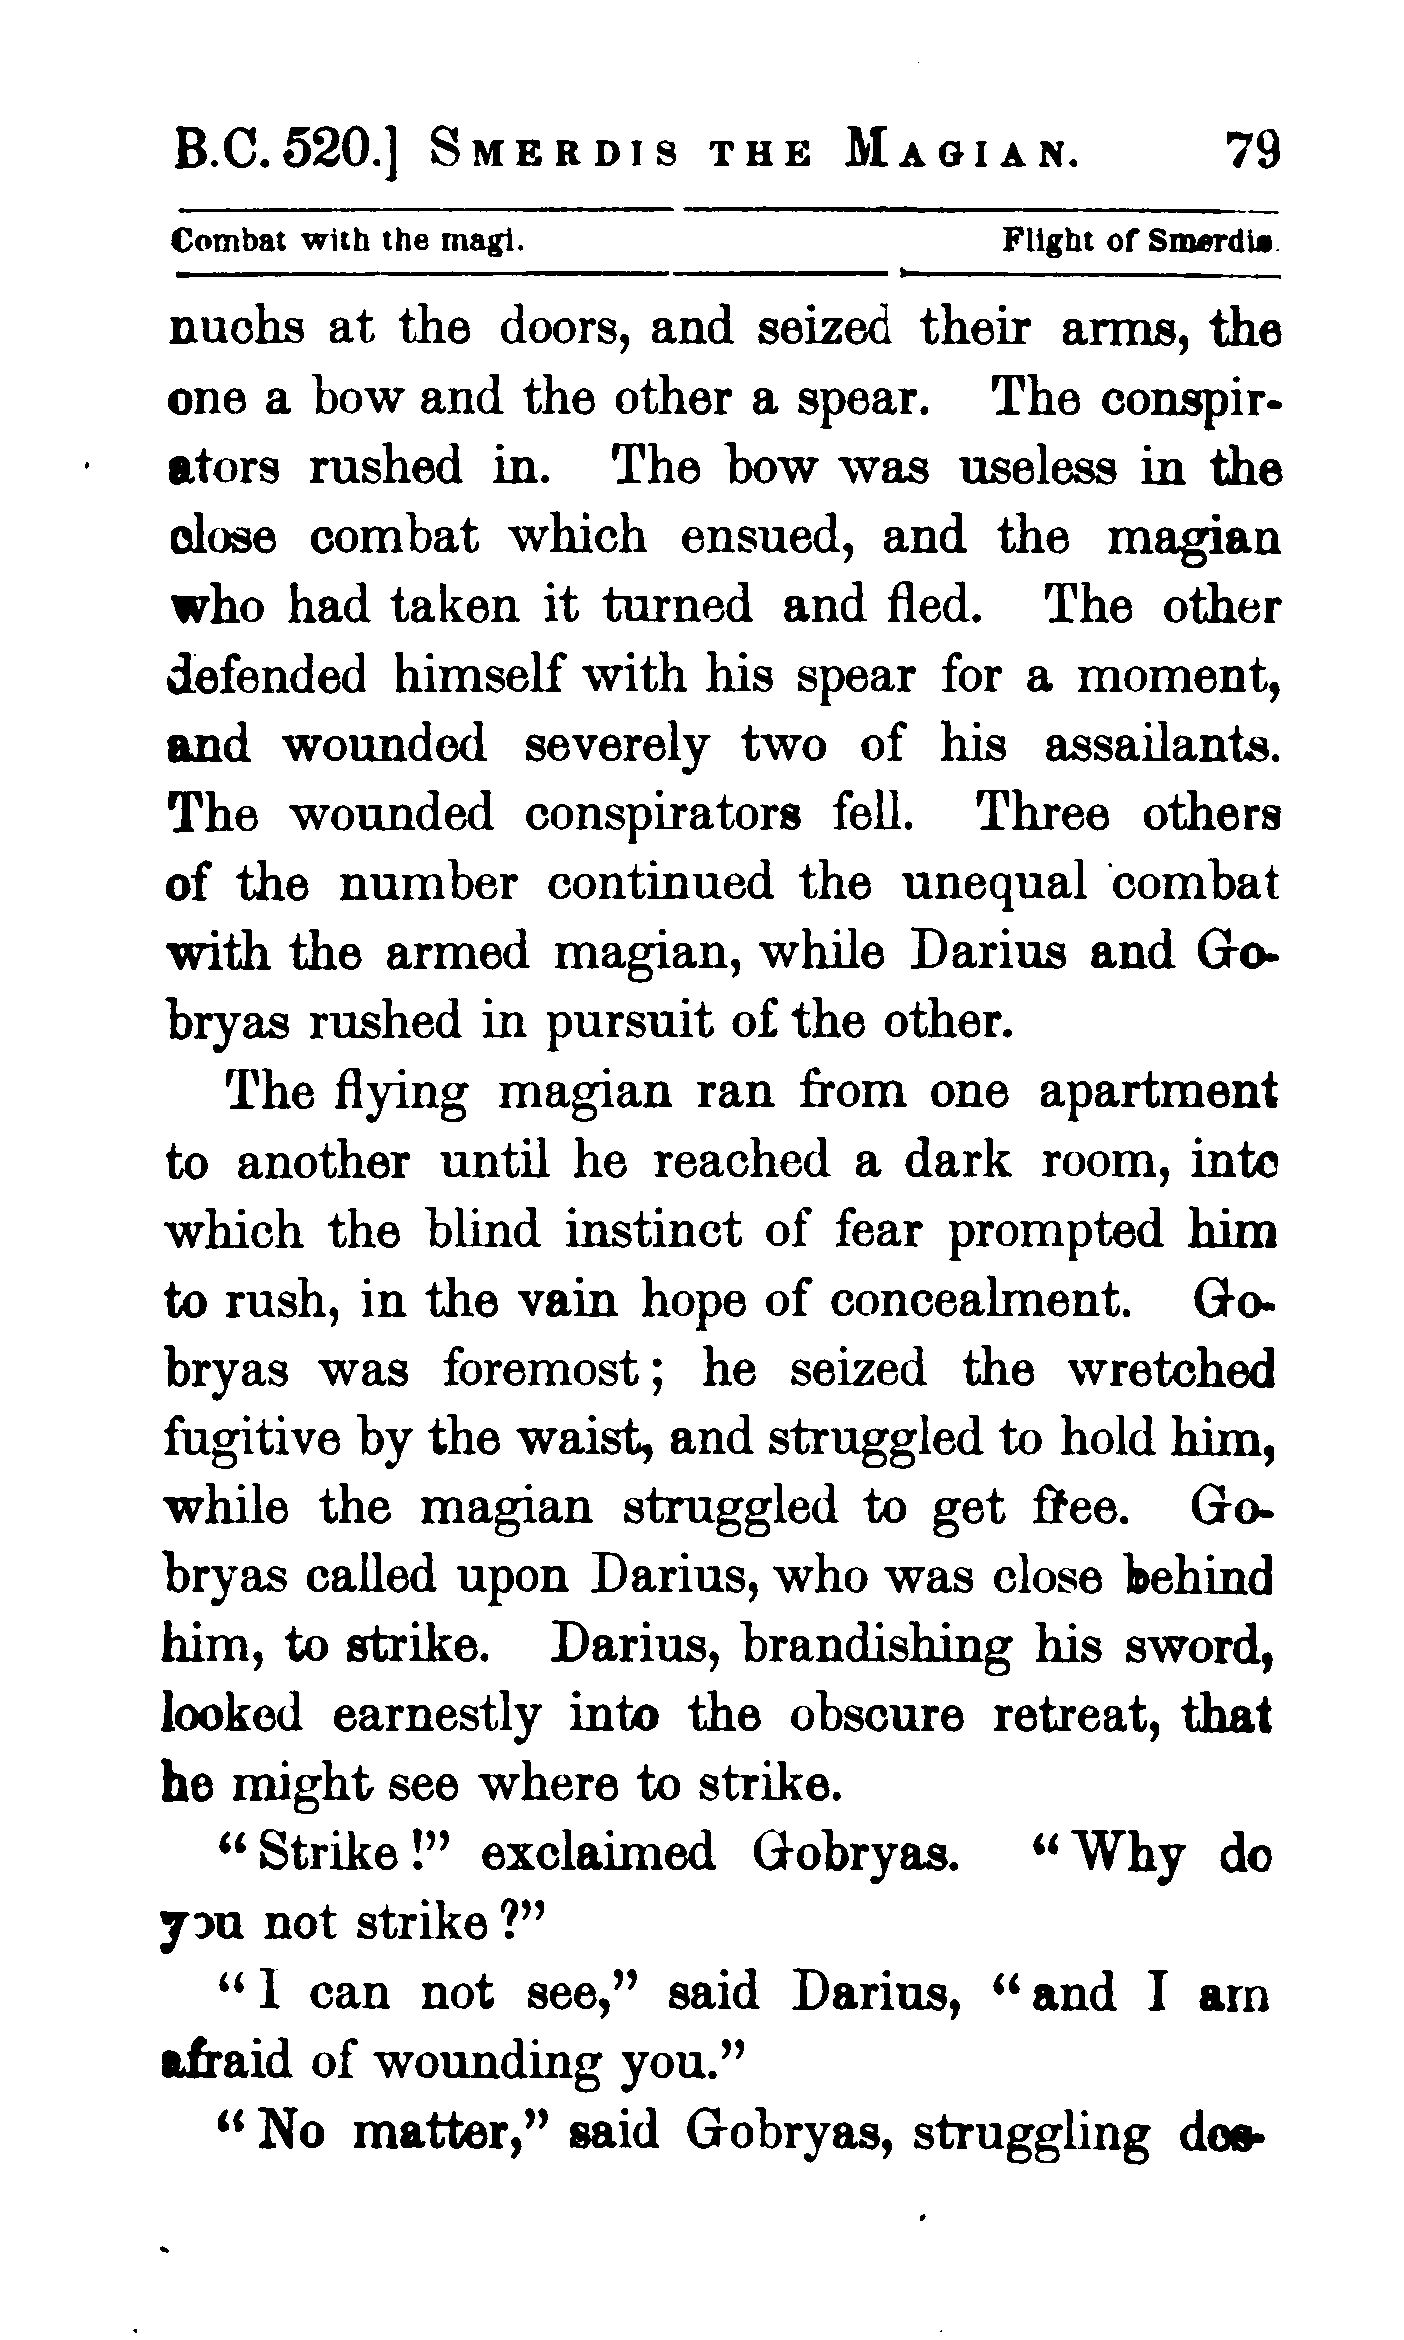 B.C. 520.] SMERDIS THE MAGIAN. 79
Combat with the magi. Flight of Smerdis.
nuchs at the doors, and seized their arms, the
one a bow and the other a spear. The conspir-
ators rushed in. The bow was useless in the
close combat which ensued, and the magian
who had taken it turned and fled. The other
defended himself with his spear for a moment,
and wounded severely two of his assailants.
The wounded conspirators fell. Three others
of the number continued the unequal combat
with the armed magian, while Darius and Go-
bryas rushed in pursuit of the other.
The flying magian ran from one apartment
to another until he reached a dark room, into
which the blind instinct of fear prompted him
to rush, in the vain hope of concealment. Go-
bryas was foremost; he seized the wretched
fugitive by the waist, and struggled to hold him,
while the magian struggled to get free. Go-
bryas called upon Darius, who was close behind
him, to strike. Darius, brandishing his sword,
looked earnestly into the obscure retreat, that
he might see where to strike.
"Strike!" exclaimed Gobryas. "Why do
you not strike?"
"I can not see," said Darius, "and I am
afraid of wounding you."
"No matter," said Gobryas, struggling des-